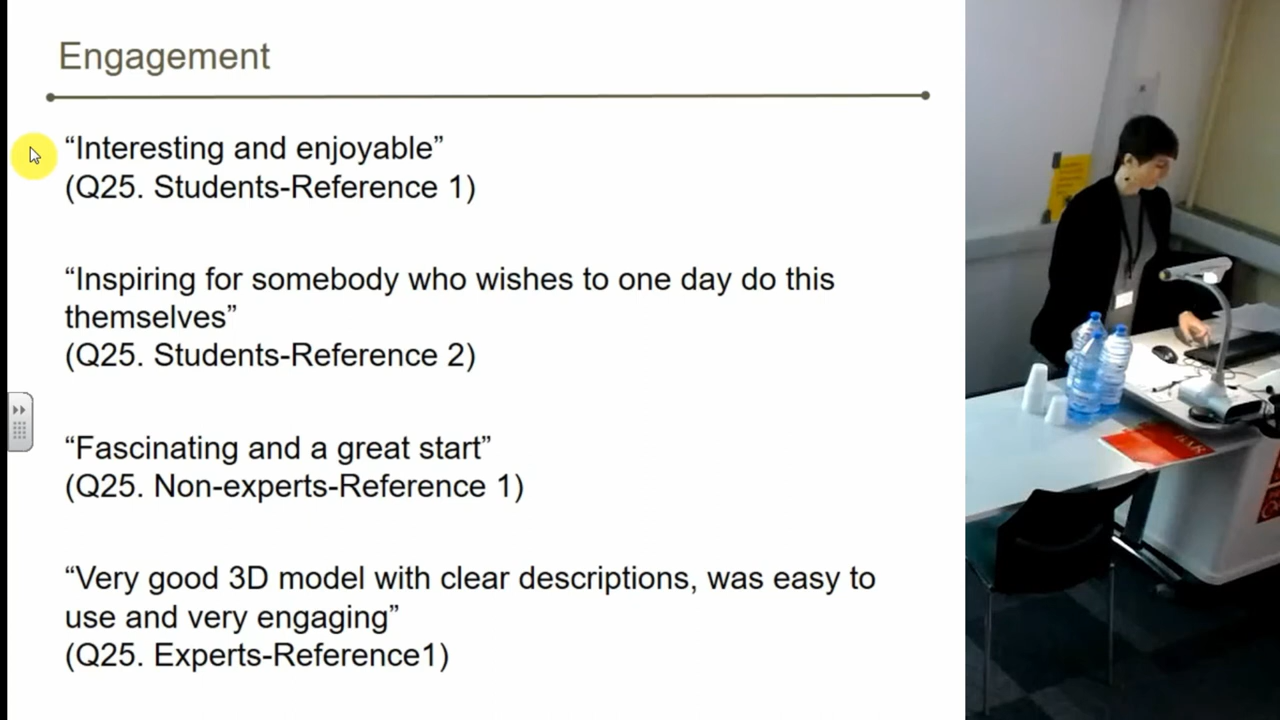 Engagement
“Interesting and enjoyable”
(Q25. Students-Reference 1)
“Inspiring for somebody who wishes to one day do this
themselves”
(Q25. Students-Reference 2)
“Fascinating and a great start”
(Q25. Non-experts-Reference 1)
“Very good 3D model with clear descriptions, was easy to
use and very engaging”
(Q25. Experts-Reference1)
BAR